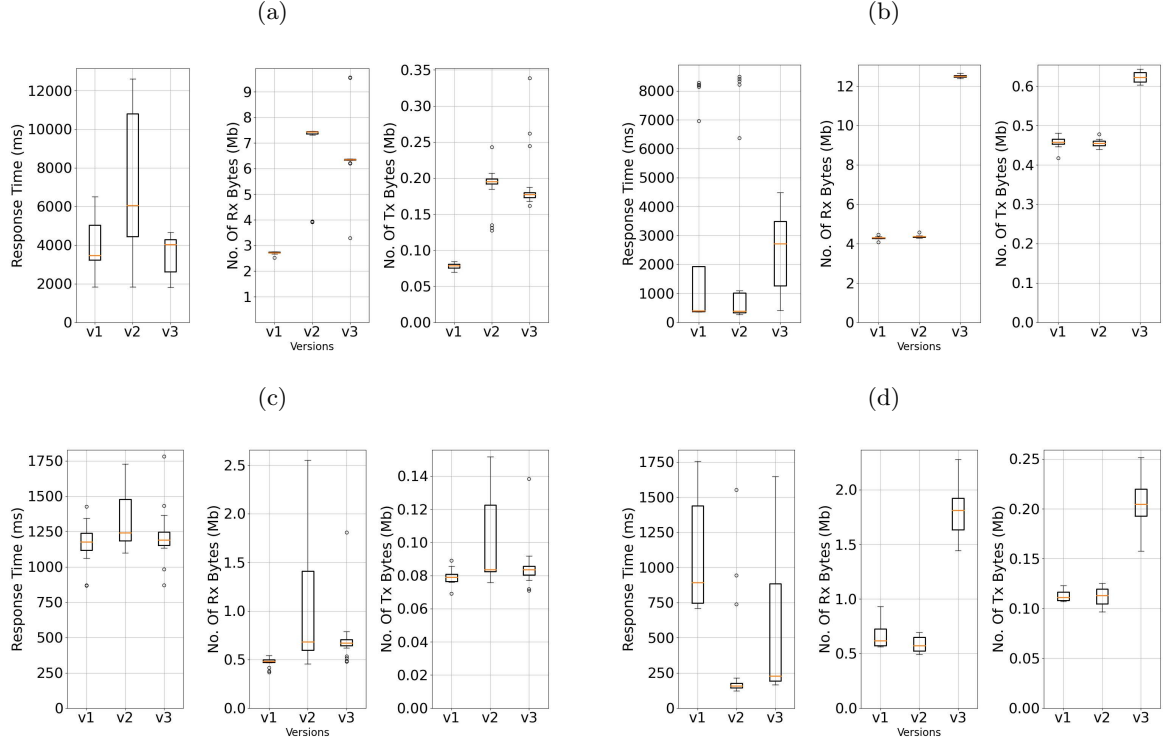 (a)
Response Time (ms)
12000
10000
8000
6000
4000
2000
0
v1 v2 v3
No. Of Rx Bytes (Mb)
9
8
7
6
5
4
3
2
1
v1 v2 v3
Versions
No. Of Tx Bytes (Mb)
0.35
0.30
0.25
0.20
0.15
0.10
0.05
0.00
v1 v2 v3
(b)
Response Time (ms)
8000
7000
6000
5000
4000
3000
2000
1000
0
v1 v2 v3
No. Of Rx Bytes (Mb)
12
10
8
6
4
2
0
v1 v2 v3
Versions
No. Of Tx Bytes (Mb)
0.6
0.5
0.4
0.3
0.2
0.1
0.0
v1 v2 v3
(c)
Response Time (ms)
1750
1500
1250
1000
750
500
250
0
v1 v2 v3
No. Of Rx Bytes (Mb)
2.5
2.0
1.5
1.0
0.5
0.0
v1 v2 v3
Versions
No. Of Tx Bytes (Mb)
0.14
0.12
0.10
0.08
0.06
0.04
0.02
0.00
v1 v2 v3
(d)
Response Time (ms)
1750
1500
1250
1000
750
500
250
0
v1 v2 v3
No. Of Rx Bytes (Mb)
2.0
1.5
1.0
0.5
0.0
v1 v2 v3
Versions
No. Of Tx Bytes (Mb)
0.25
0.20
0.15
0.10
0.05
0.00
v1 v2 v3